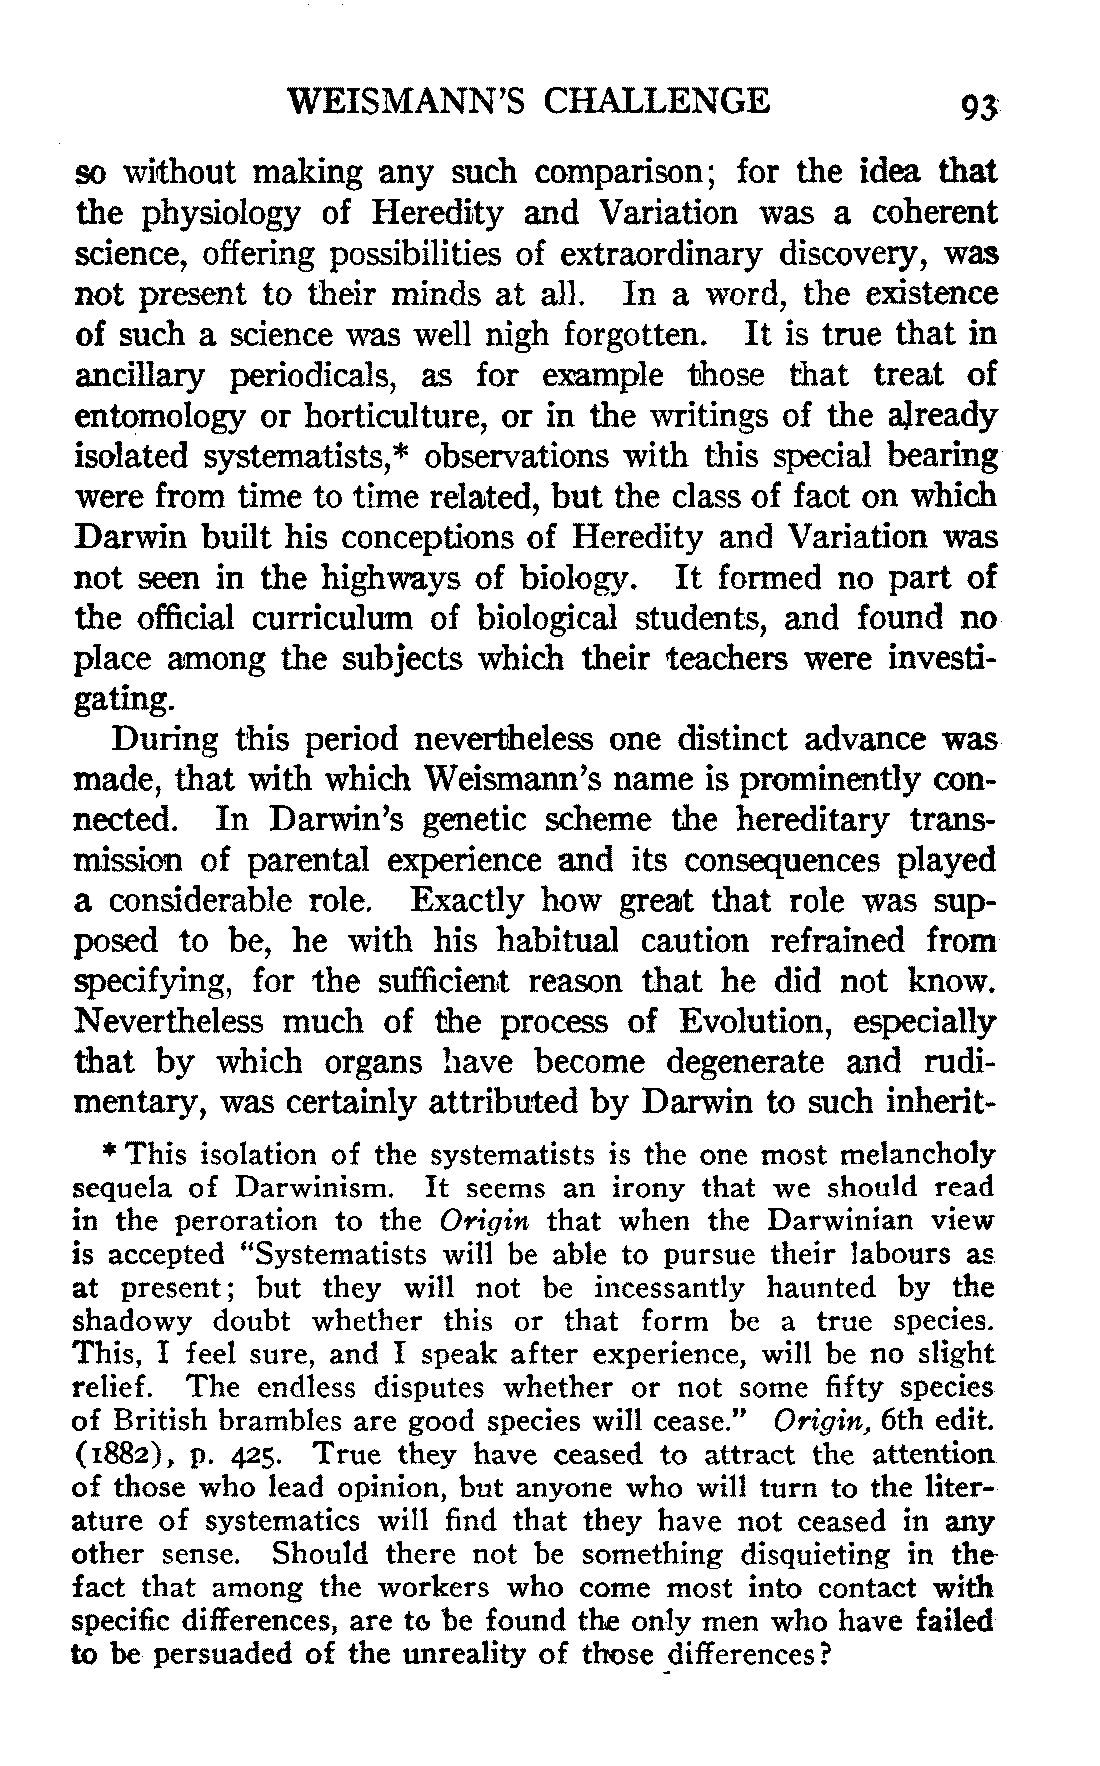 WEISMANN'S CHALLENGE 93
so without making any such comparison; for the idea that
the physiology of Heredity and Variation was a coherent
science, offering possibilities of extraordinary discovery, was
not present to their minds at all. In a word, the existence
of such a science was well nigh forgotten. It is true that in
ancillary periodicals, as for example those that treat of
entomology or horticulture, or in the writings of the already
isolated systematists,* observations with this special bearing
were from time to time related, but the class of fact on which
Darwin built his conceptions of Heredity and Variation was
not seen in the highways of biology. It formed no part of
the official curriculum of biological students, and found no
place among the subjects which their teachers were investi-
gating.
During this period nevertheless one distinct advance was
made, that with which Weismann's name is prominently con-
nected. In Darwin's genetic scheme the hereditary trans-
mission of parental experience and its consequences played
a considerable role. Exactly how great that role was sup-
posed to be, he with his habitual caution refrained from
specifying, for the sufficient reason that he did not know.
Nevertheless much of the process of Evolution, especially
that by which organs have become degenerate and rudi-
mentary, was certainly attributed by Darwin to such inherit-
* This isolation of the systematists is the one most melancholy
sequela of Darwinism. It seems an irony that we should read
in the peroration to the Origin that when the Darwinian view
is accepted "Systematists will be able to pursue their labours as
at present; but they will not be incessantly haunted by the
shadowy doubt whether this or that form be a true species.
This, I feel sure, and I speak after experience, will be no slight
relief. The endless disputes whether or not some fifty species
of British brambles are good species will cease." Origin, 6th edit.
(1882), p. 425. True they have ceased to attract the attention
of those who lead opinion, but anyone who will turn to the liter-
ature of systematics will find that they have not ceased in any
other sense. Should there not be something disquieting in the
fact that among the workers who come most into contact with
specific differences, are to be found the only men who have failed
to be persuaded of the unreality of those differences?